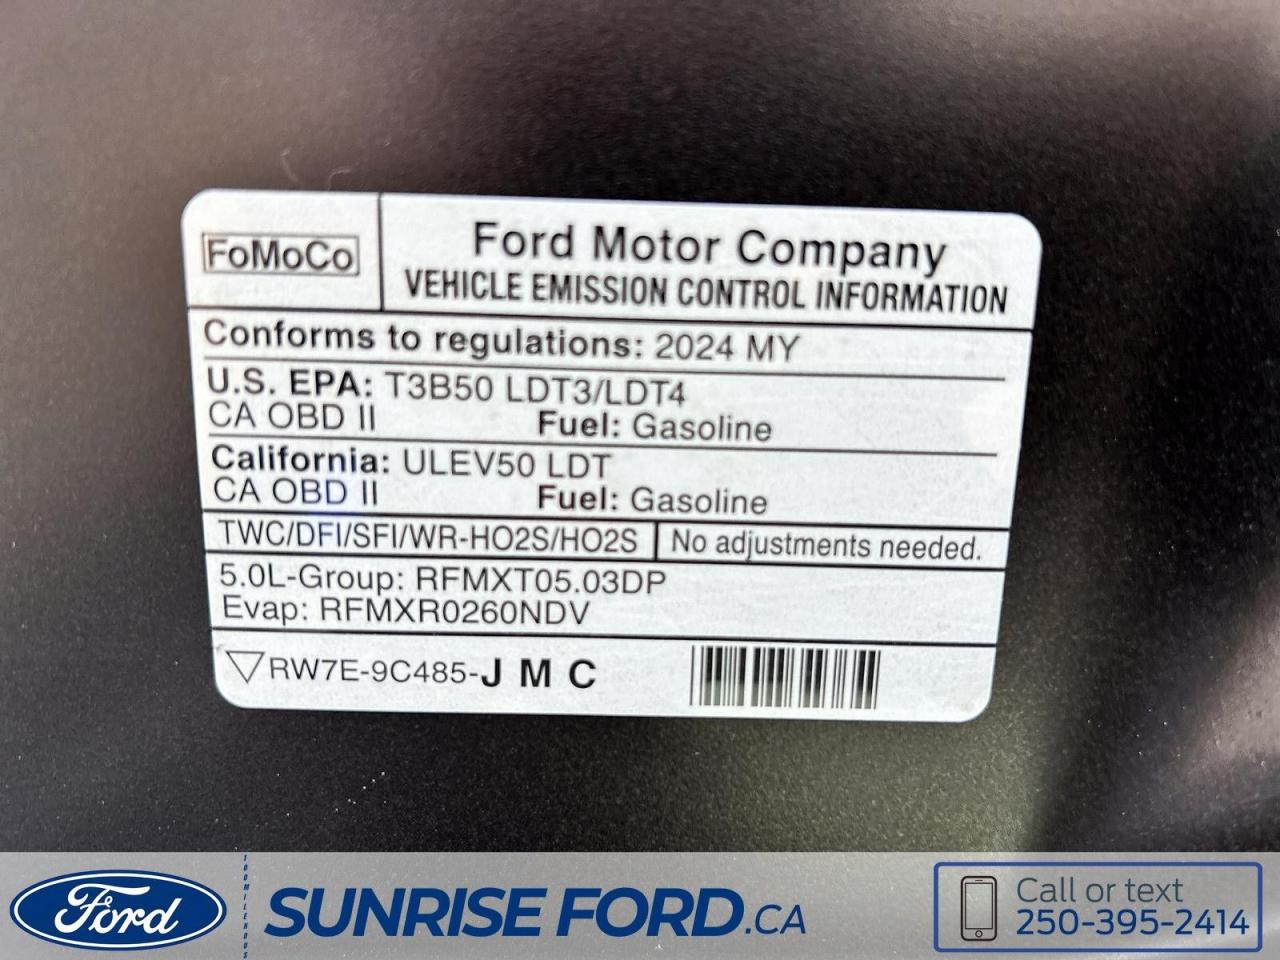 FoMoCo
Ford Motor Company
VEHICLE EMISSION CONTROL INFORMATION
Conforms to regulations: 2024 MY
U.S. EPA: T3B50 LDT3/LDT4
CA OBD II Fuel: Gasoline
California: ULEV50 LDT
CA OBD II Fuel: Gasoline
TWC/DFI/SFI/WR-HO2S/HO2S No adjustments needed.
5.0L-Group: RFMXT05.03DP
Evap: RFMXR0260NDV
RW7E-9C485-J M C
Ford
SUNRISE FORD.CA
Call or text
250-395-2414